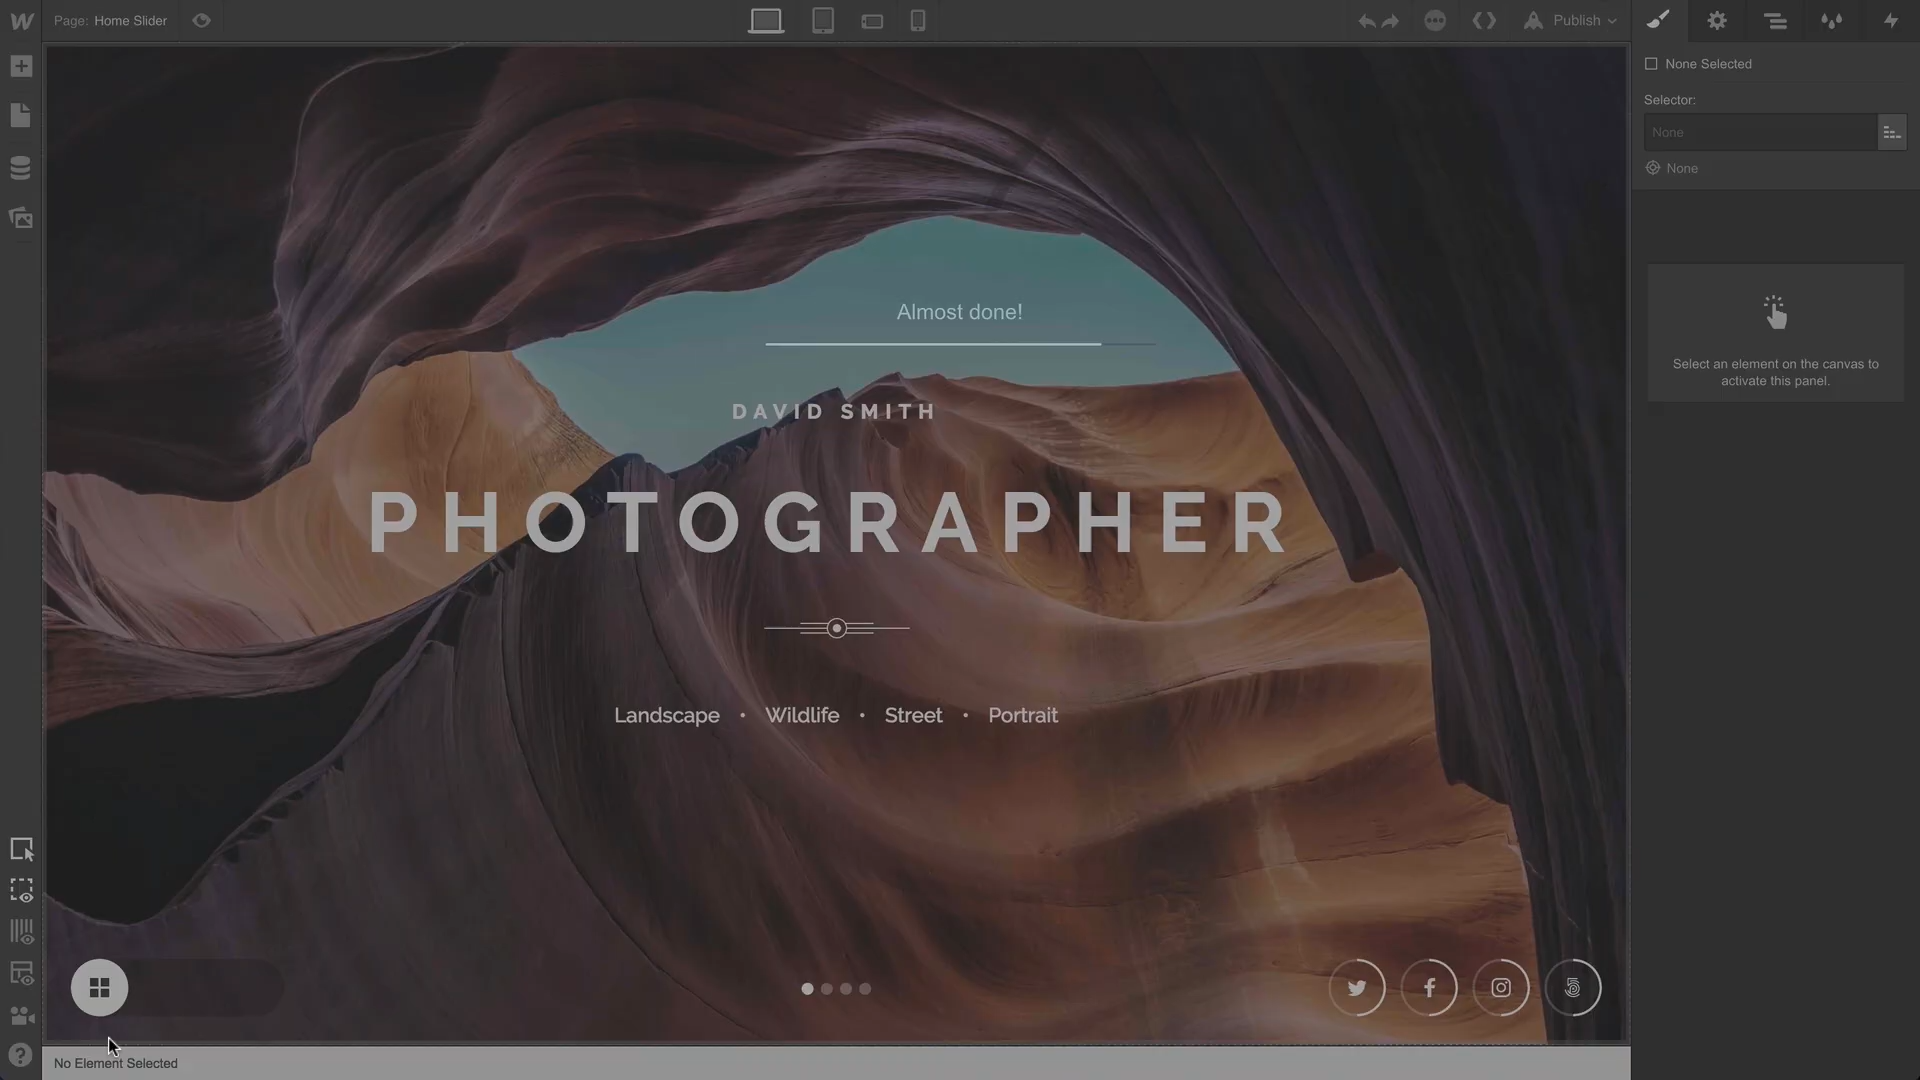 Page: Home Slider
Publish
None Selected
Selector:
None
None
Select an element on the canvas to
activate this panel.
Almost done!
DAVID SMITH
PHOTOGRAPHER
Landscape • Wildlife • Street • Portrait
No Element Selected